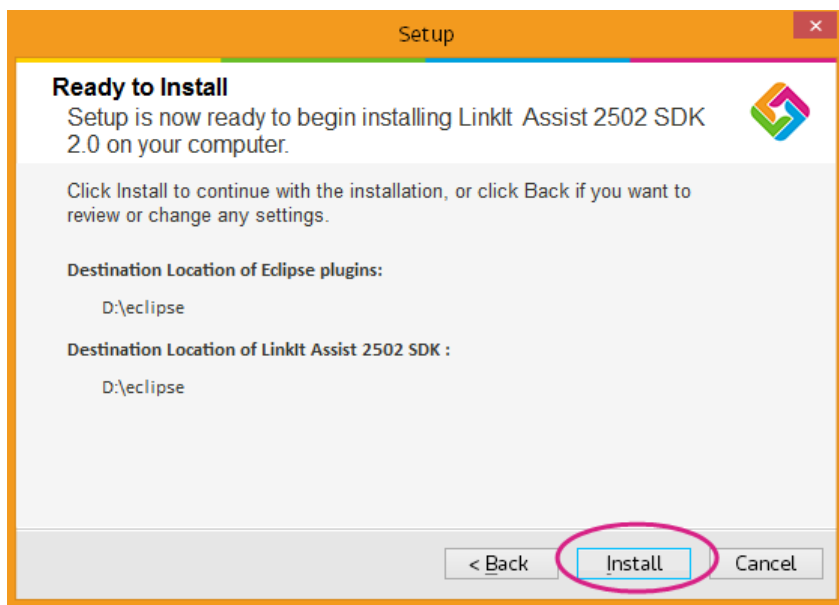 Setup
Ready to Install
Setup is now ready to begin installing LinkIt Assist 2502 SDK
2.0 on your computer.
Click Install to continue with the installation, or click Back if you want to
review or change any settings.
Destination Location of Eclipse plugins:
D:\eclipse
Destination Location of LinkIt Assist 2502 SDK :
D:\eclipse
< Back
Install
Cancel